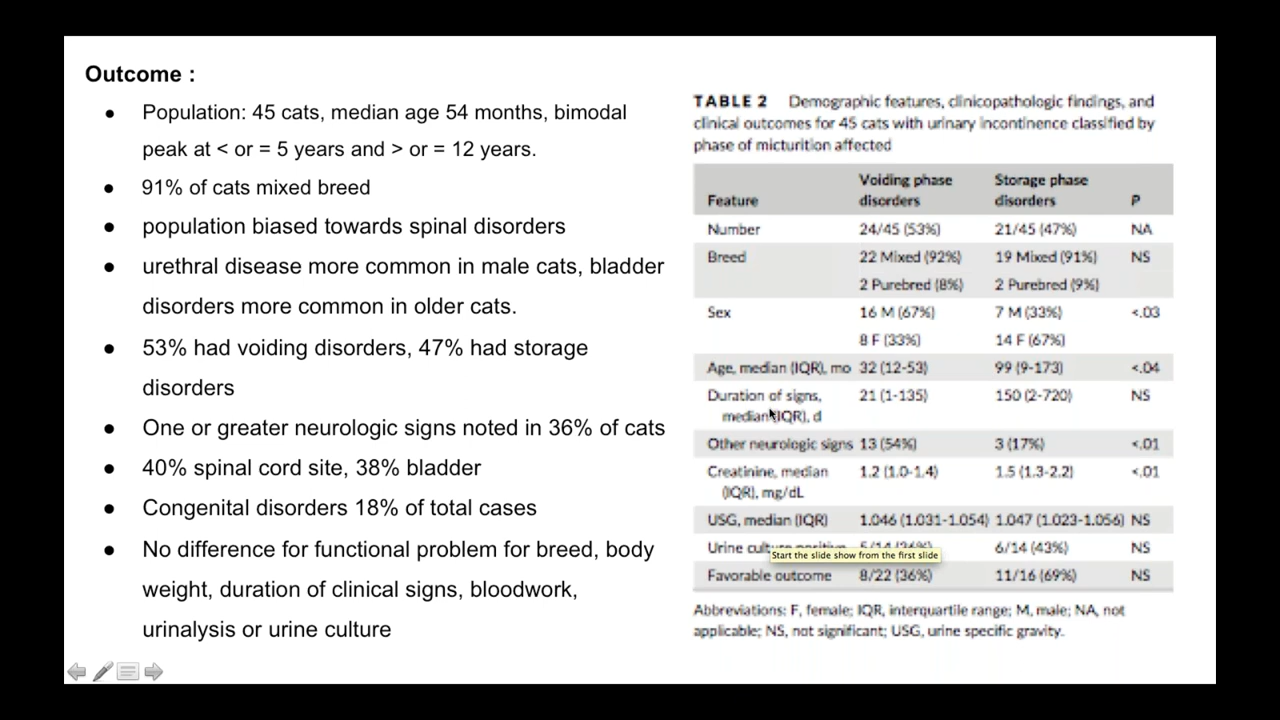 Outcome :
● Population: 45 cats, median age 54 months, bimodal
peak at < or = 5 years and > or = 12 years.
● 91% of cats mixed breed
● population biased towards spinal disorders
● urethral disease more common in male cats, bladder
disorders more common in older cats.
● 53% had voiding disorders, 47% had storage
disorders
● One or greater neurologic signs noted in 36% of cats
● 40% spinal cord site, 38% bladder
● Congenital disorders 18% of total cases
● No difference for functional problem for breed, body
weight, duration of clinical signs, bloodwork,
urinalysis or urine culture
TABLE 2 Demographic features, clinicopathologic findings, and
clinical outcomes for 45 cats with urinary incontinence classified by
phase of micturition affected
Voiding phase Storage phase
Feature disorders disorders P
Number 24/45 (53%) 21/45 (47%) NA
Breed 22 Mixed (92%) 19 Mixed (91%) NS
2 Purebred (8%) 2 Purebred (9%)
Sex 16 M (67%) 7 M (33%) <.03
8 F (33%) 14 F (67%)
Age, median (IQR), mo 32 (12-53) 99 (9-173) <.04
Duration of signs, 21 (1-135) 150 (2-720) NS
median (IQR), d
Other neurologic signs 13 (54%) 3 (17%) <.01
Creatinine, median 1.2 (1.0-1.4) 1.5 (1.3-2.2) <.01
(IQR), mg/dL
USG, median (IQR) 1.046 (1.031-1.054) 1.047 (1.023-1.056) NS
Urine 6/14 (43%) NS
Start the slide show from the first slide
Favorable outcome 8/22 (36%) 11/16 (69%) NS
Abbreviations: F, female; IQR, interquartile range; M, male; NA, not
applicable; NS, not significant; USG, urine specific gravity.